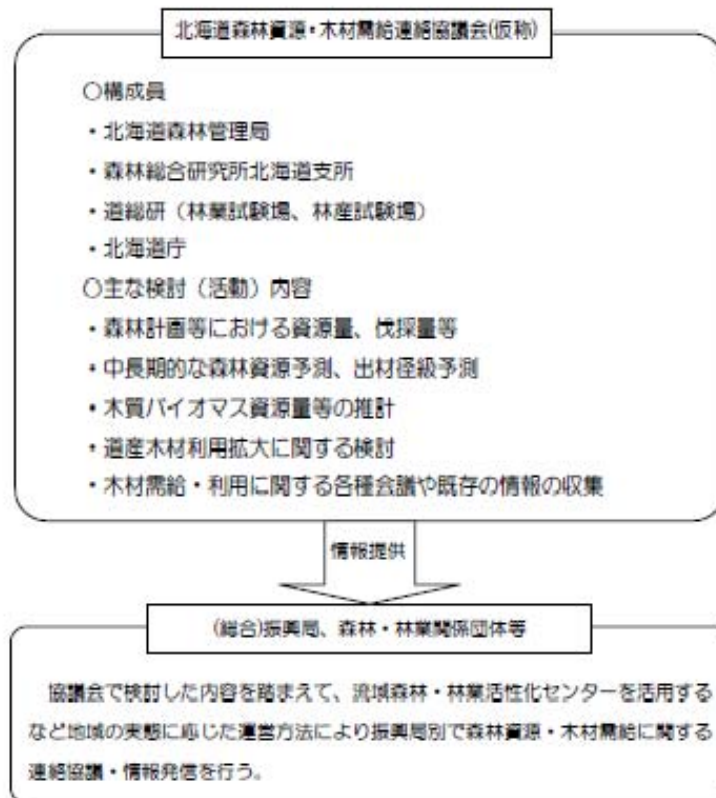 北海道森林資源・木材需給連絡協議会(仮称)
○構成員
・北海道森林管理局
・森林総合研究所北海道支所
・道総研（林業試験場、林産試験場）
・北海道庁
○主な検討（活動）内容
・森林計画等における資源量、伐採量等
・中長期的な森林資源予測、出材径級予測
・木質バイオマス資源量等の推計
・道産木材利用拡大に関する検討
・木材需給・利用に関する各種会議や既存の情報の収集
情報提供
(総合)振興局、森林・林業関係団体等
協議会で検討した内容を踏まえて、流域森林・林業活性化センターを活用する
など地域の実態に応じた運営方法により振興局別で森林資源・木材需給に関する
連絡協議・情報発信を行う。